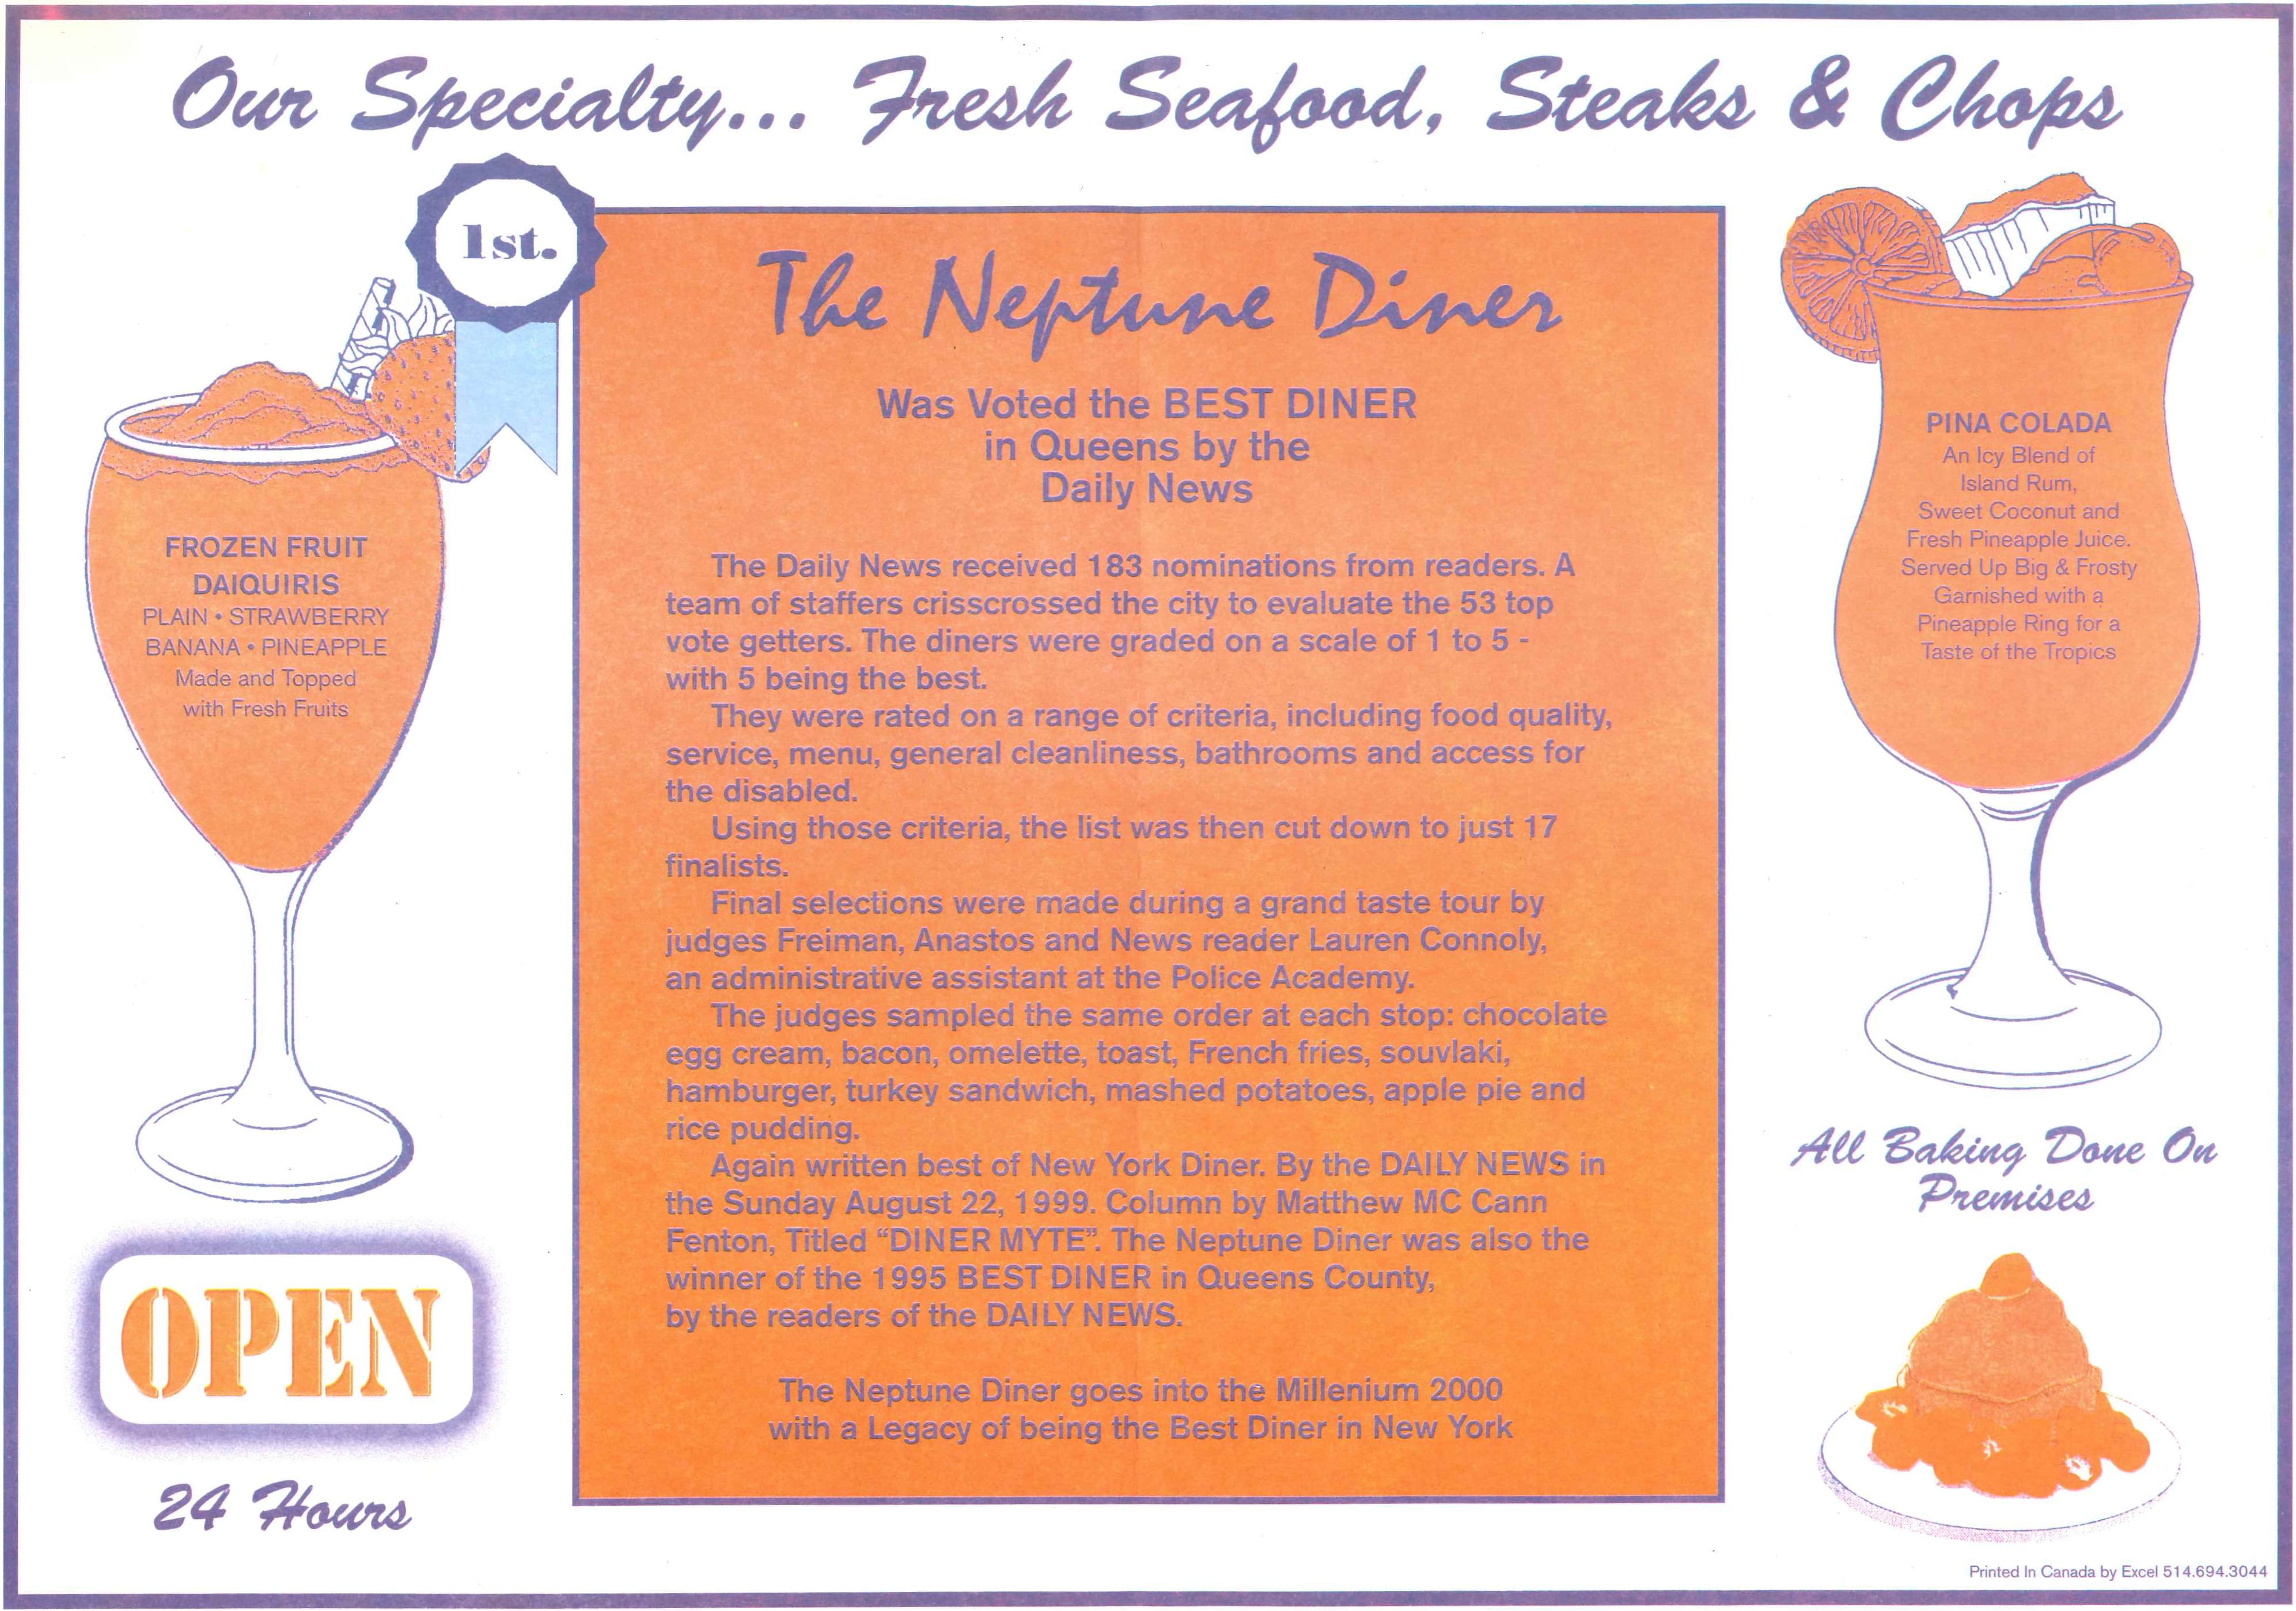 Our Specialty... Fresh Seafood, Steaks & Chops
1st.
The Neptune Diner
Was Voted the BEST DINER
in Queens by the
Daily News
The Daily News received 183 nominations from readers. A
team of staffers crisscrossed the city to evaluate the 53 top
vote getters. The diners were graded on a scale of 1 to 5 -
with 5 being the best.
They were rated on a range of criteria, including food quality,
service, menu, general cleanliness, bathrooms and access for
the disabled.
Using those criteria, the list was then cut down to just 17
finalists.
Final selections were made during a grand taste tour by
judges Freiman, Anastos and News reader Lauren Connoly,
an administrative assistant at the Police Academy.
The judges sampled the same order at each stop: chocolate
egg cream, bacon, omelette, toast, French fries, souvlaki,
hamburger, turkey sandwich, mashed potatoes, apple pie and
rice pudding.
Again written best of New York Diner. By the DAILY NEWS in
the Sunday August 22, 1999. Column by Matthew MC Cann
Fenton, Titled “DINER MYTE”. The Neptune Diner was also the
winner of the 1995 BEST DINER in Queens County,
by the readers of the DAILY NEWS.
The Neptune Diner goes into the Millenium 2000
with a Legacy of being the Best Diner in New York
FROZEN FRUIT
DAIQUIRIS
PLAIN • STRAWBERRY
BANANA • PINEAPPLE
Made and Topped
with Fresh Fruits
OPEN
24 Hours
PINA COLADA
An Icy Blend of
Island Rum,
Sweet Coconut and
Fresh Pineapple Juice.
Served Up Big & Frosty
Garnished with a
Pineapple Ring for a
Taste of the Tropics
All Baking Done On
Premises
Printed In Canada by Excel 514.694.3044